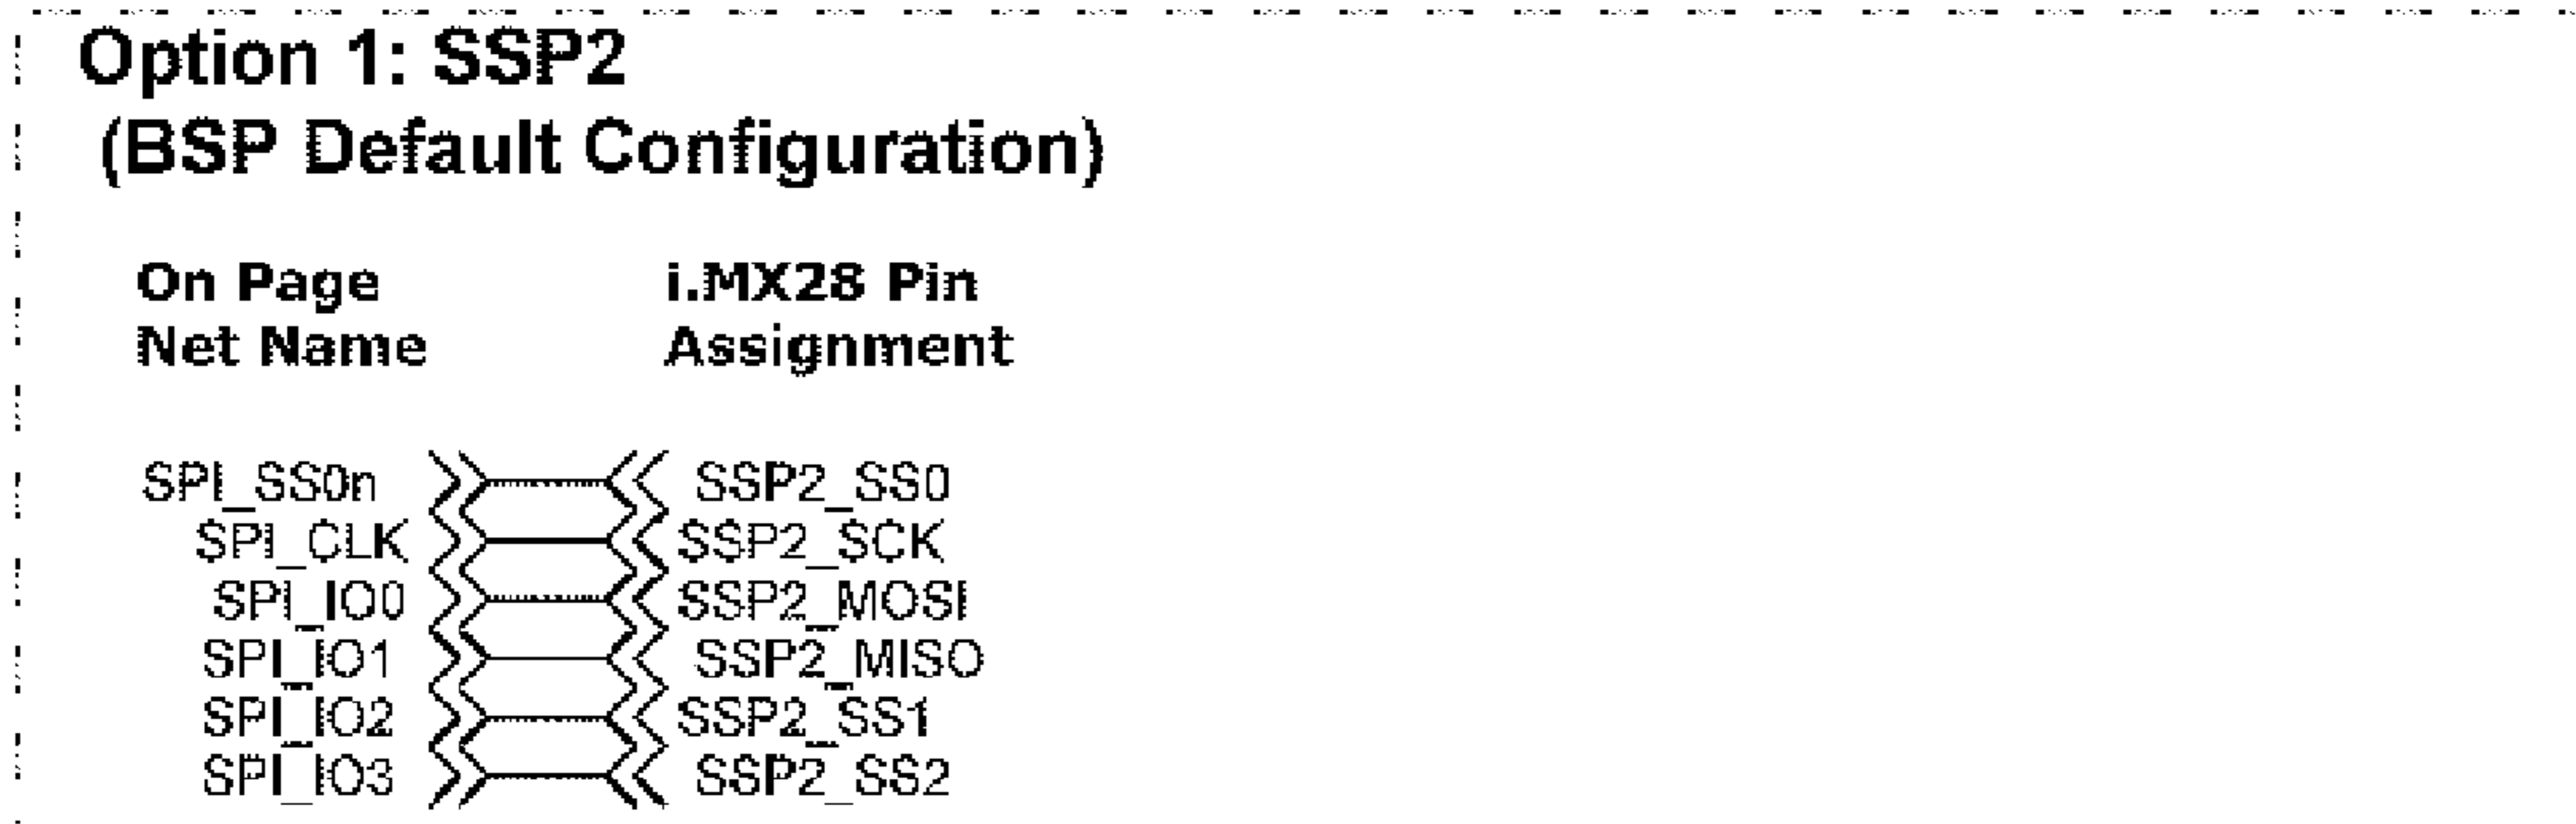 Option 1: SSP2
(BSP Default Configuration)
On Page i.MX28 Pin
Net Name Assignment
SPI_SS0n SSP2_SS0
SPI_CLK SSP2_SCK
SPI_IO0 SSP2_MOSI
SPI_IO1 SSP2_MISO
SPI_IO2 SSP2_SS1
SPI_IO3 SSP2_SS2